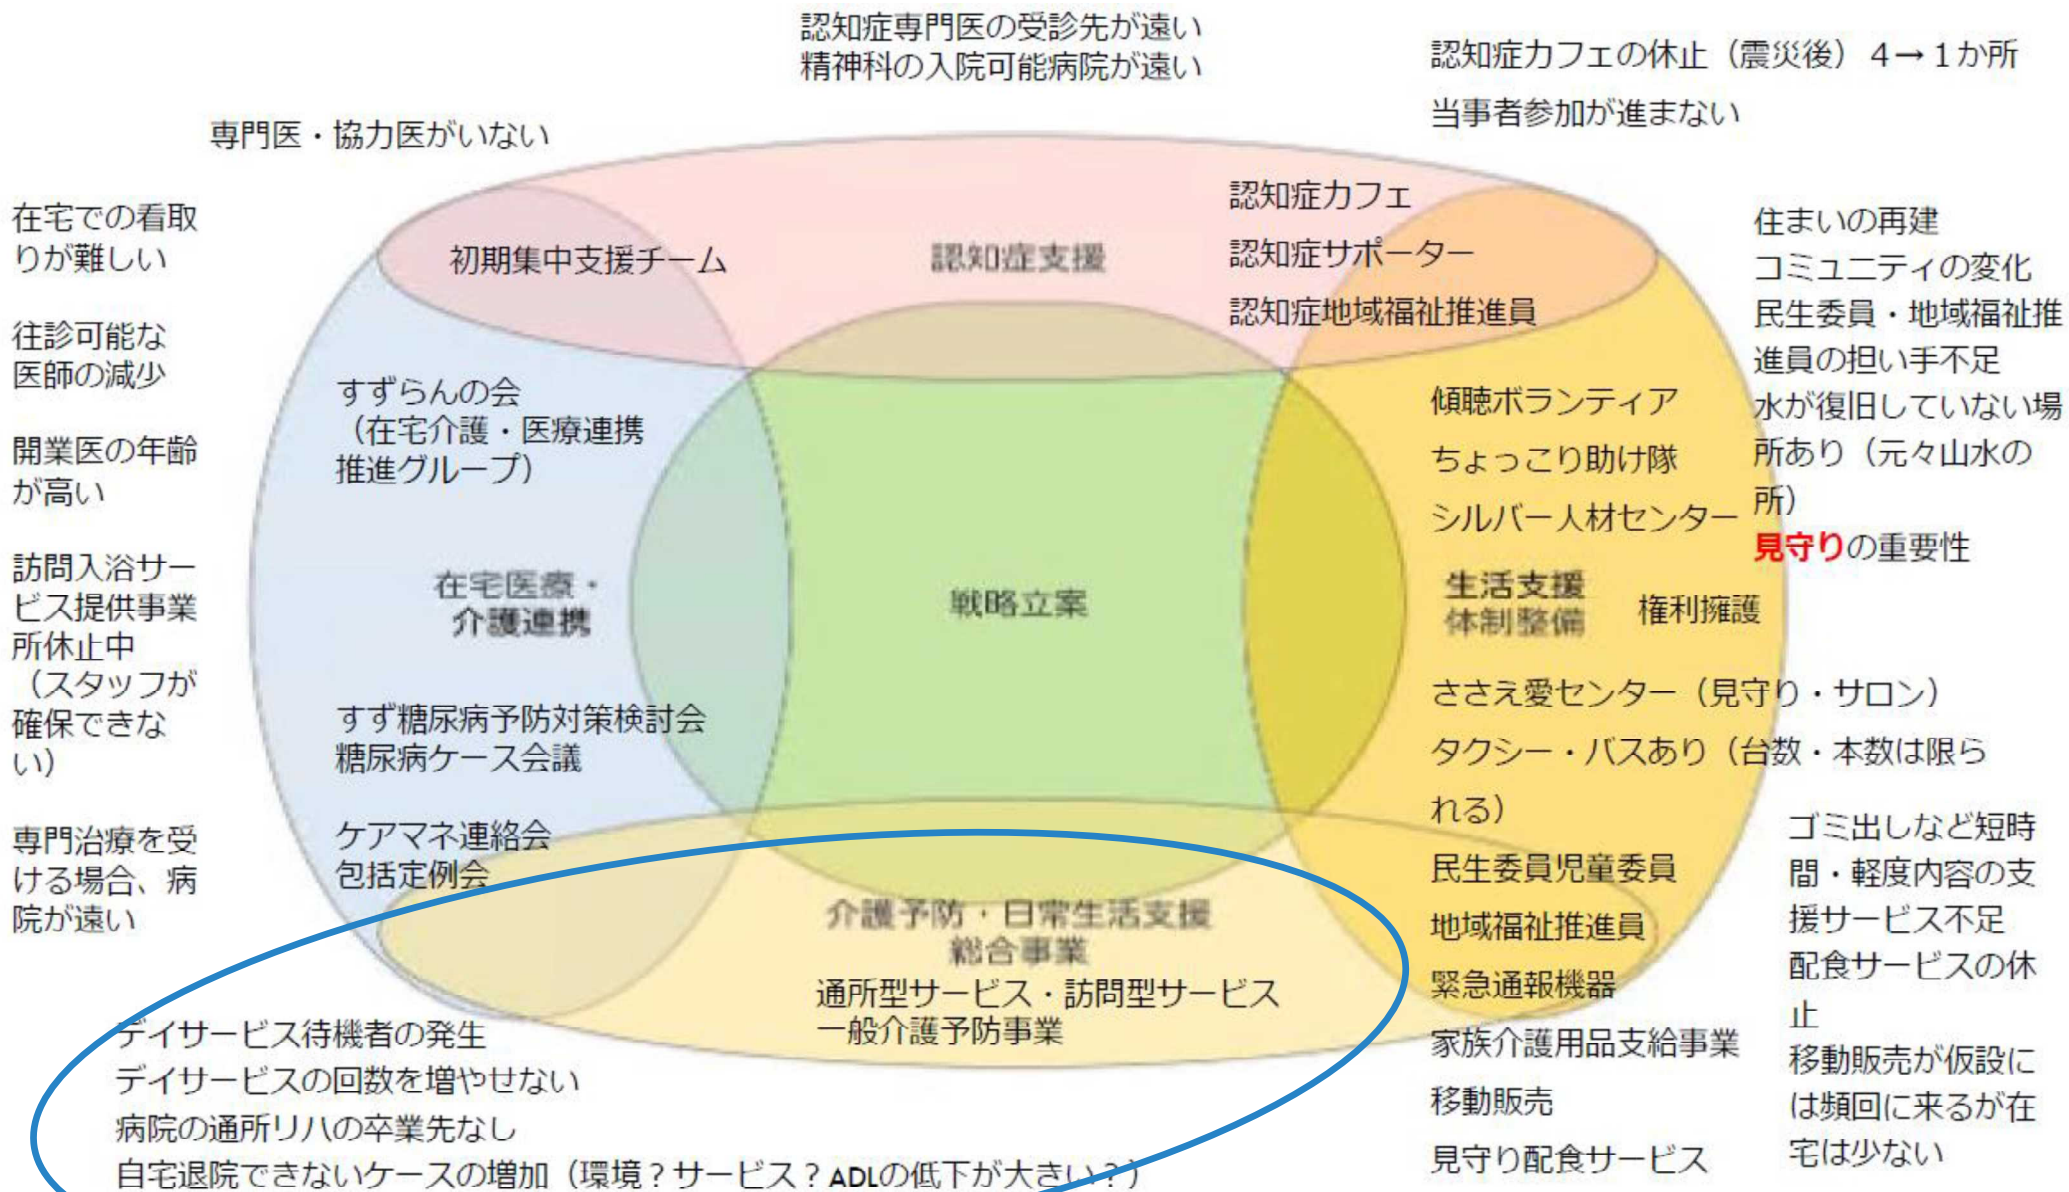 認知症専門医の受診先が遠い
精神科の入院可能病院が遠い
認知症カフェの休止（震災後）４→１か所
当事者参加が進まない
専門医・協力医がいない
在宅での看取
りが難しい
往診可能な
医師の減少
開業医の年齢
が高い
訪問入浴サー
ビス提供事業
所休止中
（スタッフが
確保できな
い）
専門治療を受
ける場合、病
院が遠い
初期集中支援チーム
認知症支援
認知症カフェ
認知症サポーター
認知症地域福祉推進員
すずらんの会
（在宅介護・医療連携
推進グループ）
在宅医療・
介護連携
すず糖尿病予防対策検討会
糖尿病ケース会議
ケアマネ連絡会
包括定例会
戦略立案
傾聴ボランティア
ちょっこり助け隊
シルバー人材センター
生活支援
体制整備
権利擁護
ささえ愛センター（見守り・サロン）
タクシー・バスあり（台数・本数は限ら
れる）
民生委員児童委員
地域福祉推進員
緊急通報機器
家族介護用品支給事業
移動販売
見守り配食サービス
住まいの再建
コミュニティの変化
民生委員・地域福祉推
進員の担い手不足
水が復旧していない場
所あり（元々山水の
所）
見守りの重要性
ゴミ出しなど短時
間・軽度内容の支
援サービス不足
配食サービスの休
止
移動販売が仮設に
は頻回に来るが在
宅は少ない
介護予防・日常生活支援
総合事業
通所型サービス・訪問型サービス
一般介護予防事業
デイサービス待機者の発生
デイサービスの回数を増やせない
病院の通所リハの卒業先なし
自宅退院できないケースの増加（環境？サービス？ADLの低下が大きい？）